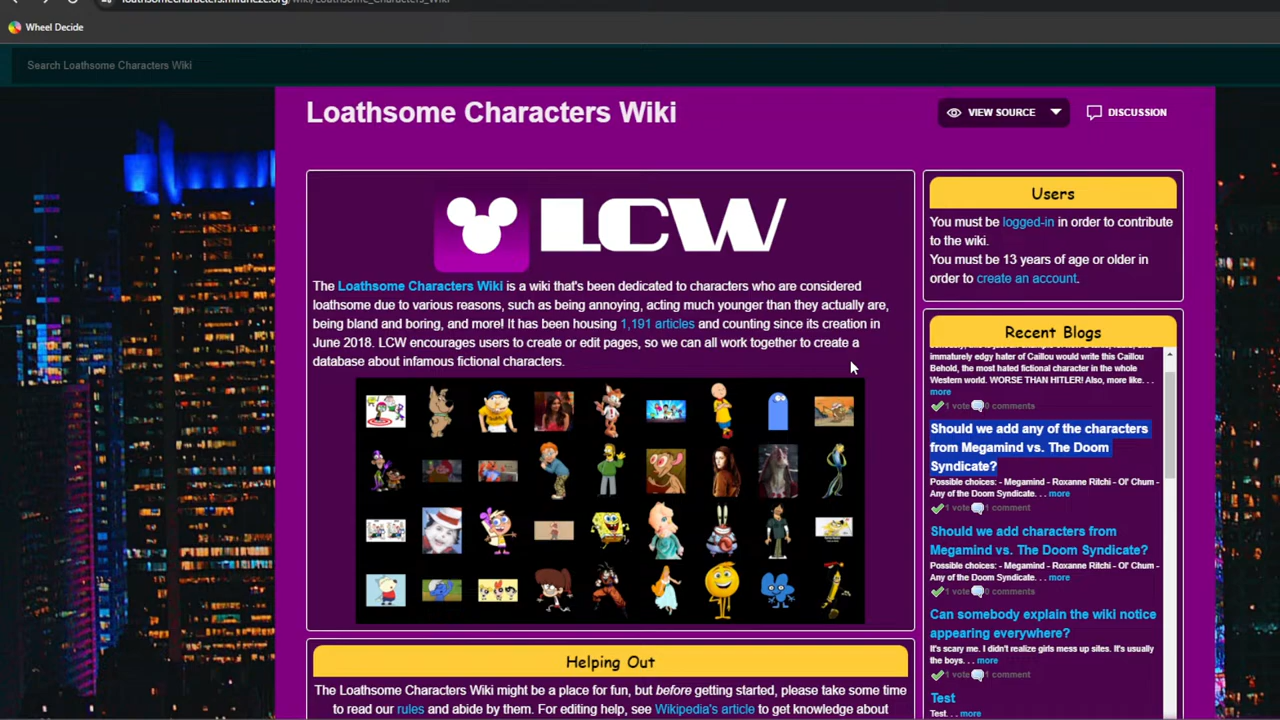 Wheel Decide
Search Loathsome Characters Wiki
Loathsome Characters Wiki
VIEW SOURCE
DISCUSSION
LCW
The Loathsome Characters Wiki is a wiki that's been dedicated to characters who are considered
loathsome due to various reasons, such as being annoying, acting much younger than they actually are,
being bland and boring, and more! It has been housing 1,191 articles and counting since its creation in
June 2018. LCW encourages users to create or edit pages, so we can all work together to create a
database about infamous fictional characters.
Helping Out
The Loathsome Characters Wiki might be a place for fun, but before getting started, please take some time
to read our rules and abide by them. For editing help, see Wikipedia's article to get knowledge about
Users
You must be logged-in in order to contribute
to the wiki.
You must be 13 years of age or older in
order to create an account.
Recent Blogs
immaturely edgy hater of Caillou would write this Caillou
Behold, the most hated fictional character in the whole
Western world. WORSE THAN HITLER! Also, more like. . .
more
1 vote 0 comments
Should we add any of the characters
from Megamind vs. The Doom
Syndicate?
Possible choices: - Megamind - Roxanne Ritchi - Ol' Chum -
Any of the Doom Syndicate. . . more
1 vote 1 comment
Should we add characters from
Megamind vs. The Doom Syndicate?
Possible choices: - Megamind - Roxanne Ritchi - Ol' Chum -
Any of the Doom Syndicate. . . more
1 vote 0 comments
Can somebody explain the wiki notice
appearing everywhere?
It's scary me. I didn't realize girls mess up sites. It's usually
the boys. . . more
1 vote 1 comment
Test
Test. . . more